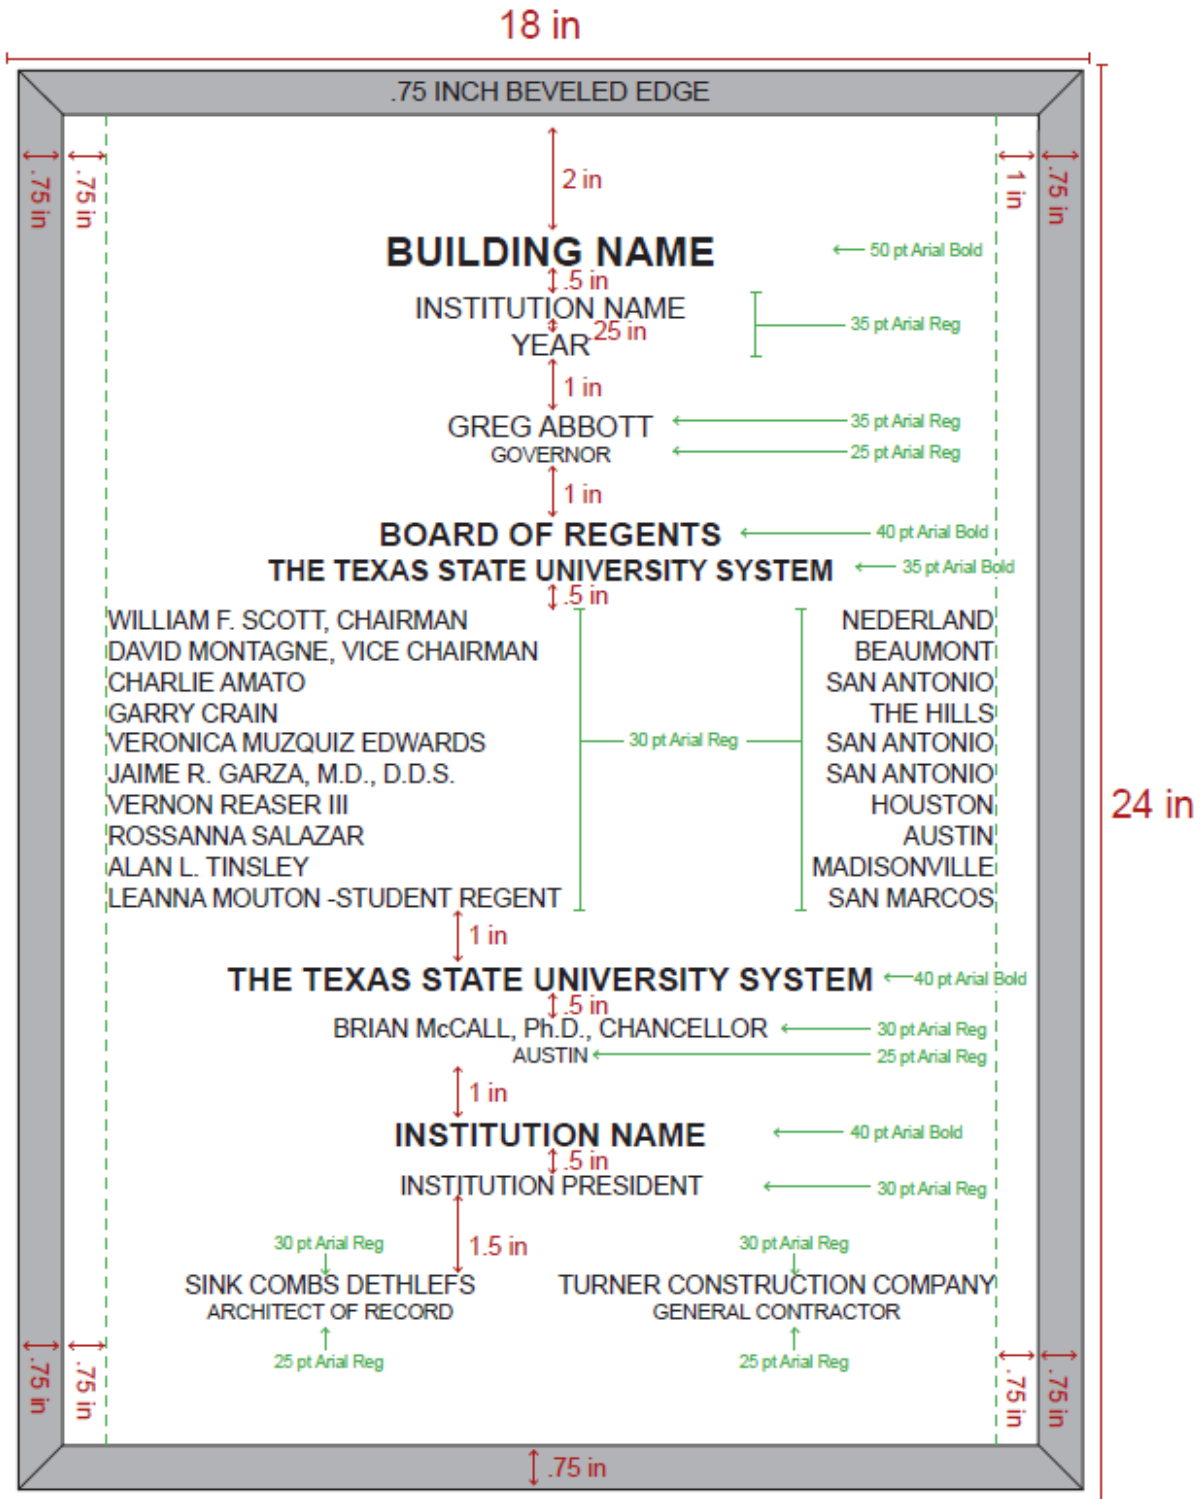 18 in
.75 INCH BEVELED EDGE
.75 in
.75 in
2 in
1 in
.75 in
BUILDING NAME
50 pt Arial Bold
.5 in
INSTITUTION NAME
.25 in
35 pt Arial Reg
YEAR
1 in
GREG ABBOTT
35 pt Arial Reg
GOVERNOR
25 pt Arial Reg
1 in
BOARD OF REGENTS
40 pt Arial Bold
THE TEXAS STATE UNIVERSITY SYSTEM
35 pt Arial Bold
.5 in
WILLIAM F. SCOTT, CHAIRMAN NEDERLAND
DAVID MONTAGNE, VICE CHAIRMAN BEAUMONT
CHARLIE AMATO SAN ANTONIO
GARRY CRAIN THE HILLS
VERONICA MUZQUIZ EDWARDS 30 pt Arial Reg SAN ANTONIO
JAIME R. GARZA, M.D., D.D.S. SAN ANTONIO
VERNON REASER III HOUSTON
24 in
ROSSANNA SALAZAR AUSTIN
ALAN L. TINSLEY MADISONVILLE
LEANNA MOUTON -STUDENT REGENT SAN MARCOS
1 in
THE TEXAS STATE UNIVERSITY SYSTEM
40 pt Arial Bold
.5 in
BRIAN McCALL, Ph.D., CHANCELLOR
30 pt Arial Reg
AUSTIN
25 pt Arial Reg
1 in
INSTITUTION NAME
40 pt Arial Bold
.5 in
INSTITUTION PRESIDENT
30 pt Arial Reg
1.5 in
30 pt Arial Reg 30 pt Arial Reg
SINK COMBS DETHLEFS TURNER CONSTRUCTION COMPANY
ARCHITECT OF RECORD GENERAL CONTRACTOR
25 pt Arial Reg 25 pt Arial Reg
.75 in
.75 in
.75 in
.75 in
.75 in